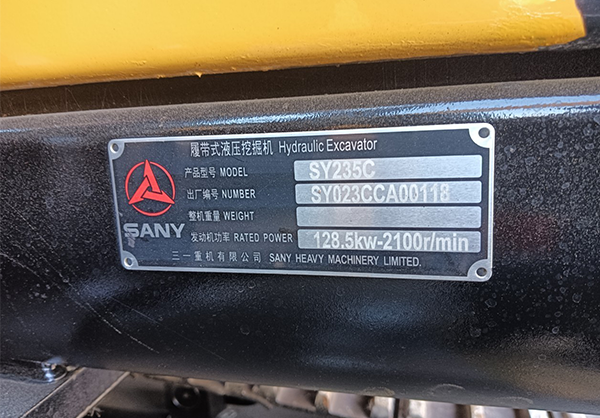 履带式液压挖掘机 Hydraulic Excavator
产品型号 MODEL SY235C
出厂编号 NUMBER SY023CCA00118
整机重量 WEIGHT
发动机功率 RATED POWER 128.5kw-2100r/min
SANY
三一重机有限公司 SANY HEAVY MACHINERY LIMITED.